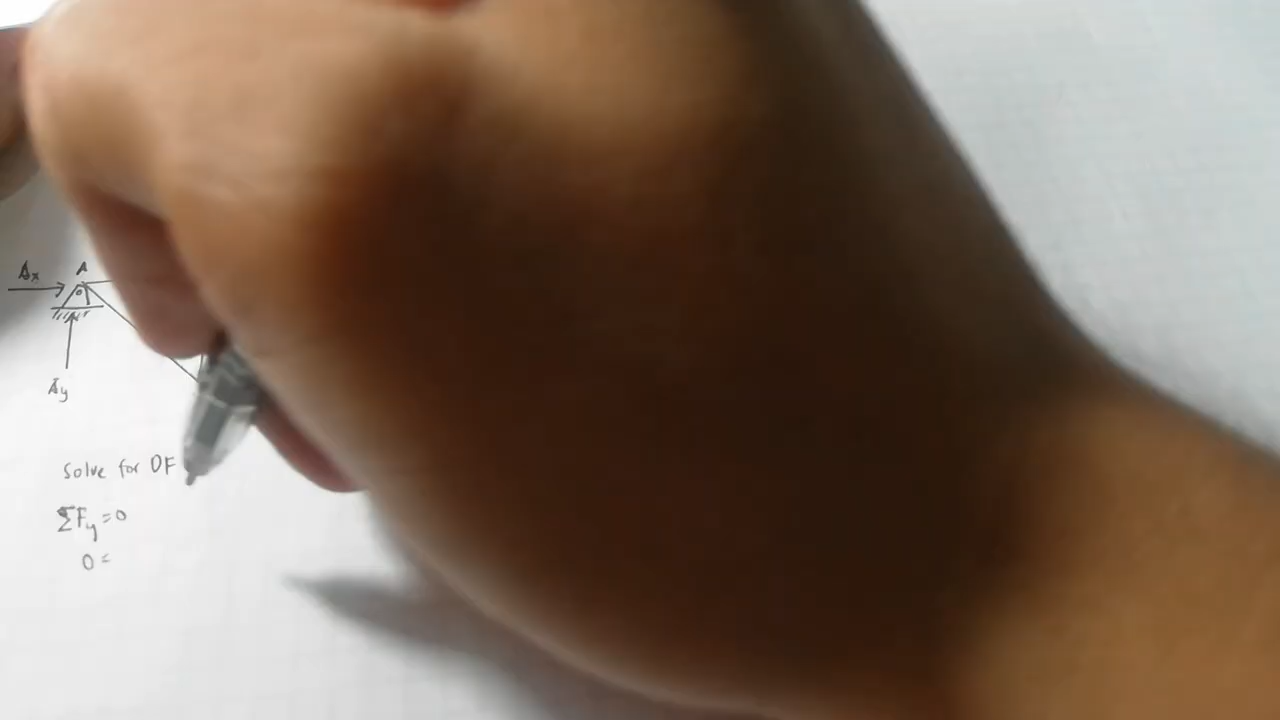 Ax
A
Ay
Solve for DF
ΣFy = 0
0 =